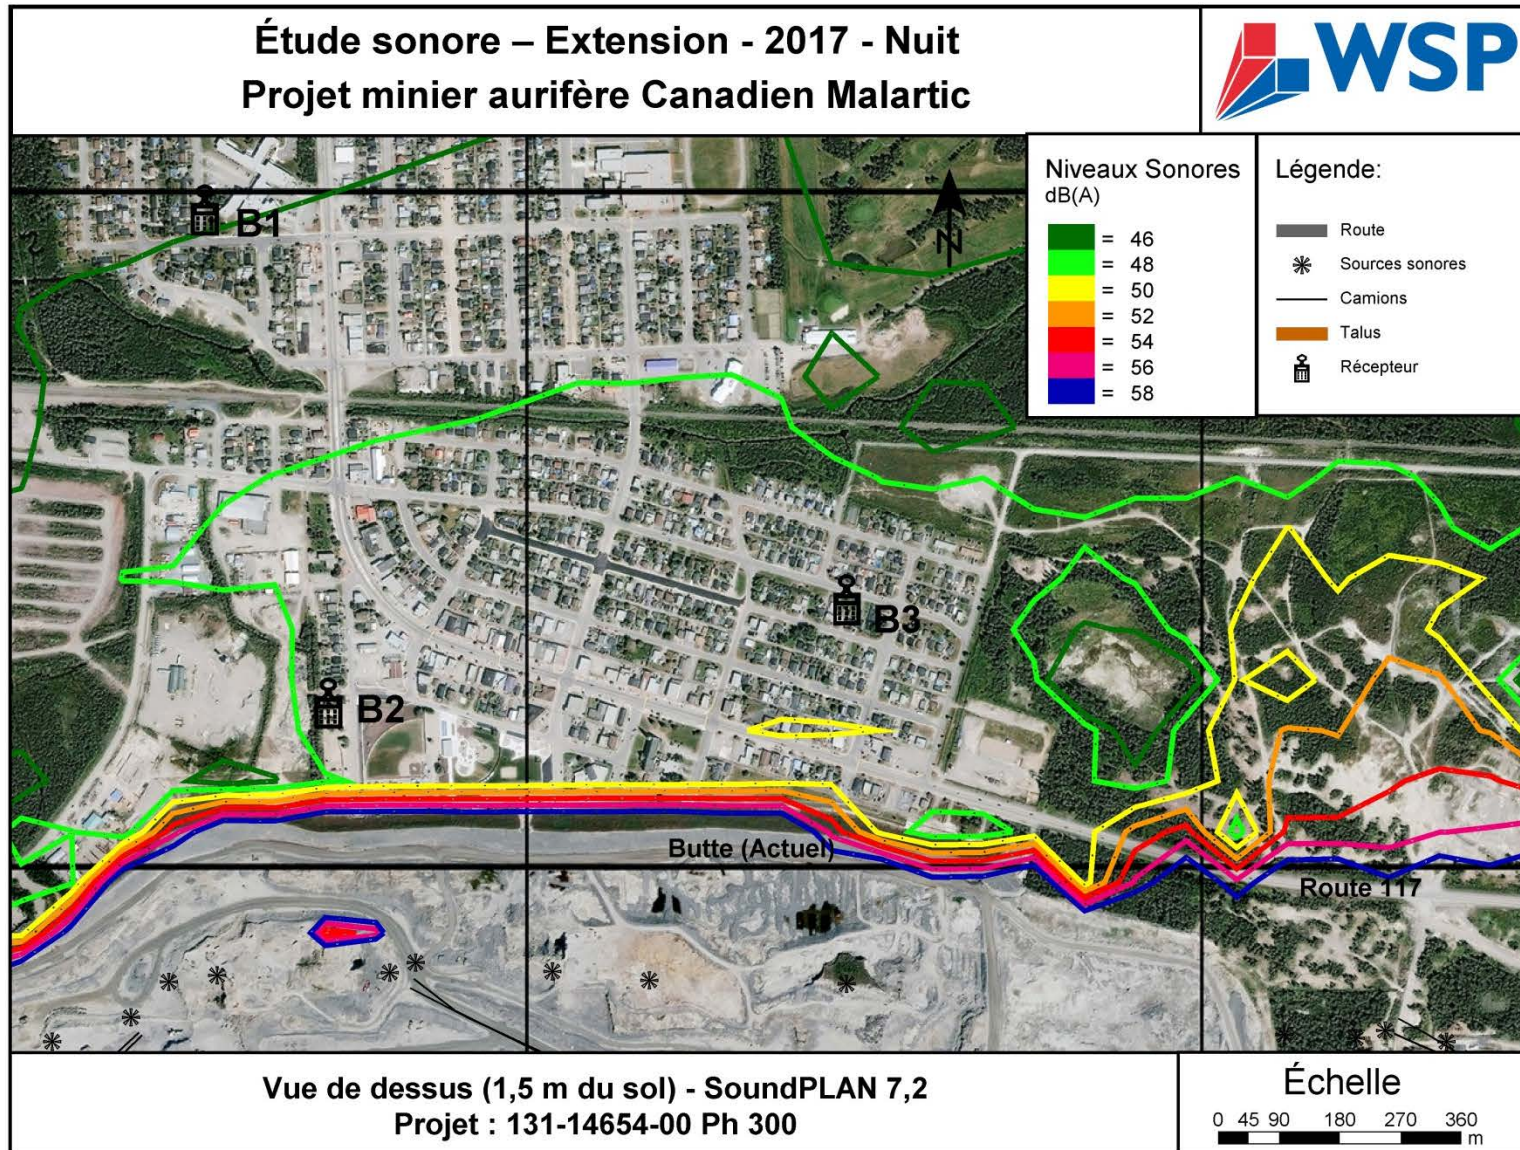 Étude sonore – Extension - 2017 - Nuit
Projet minier aurifère Canadien Malartic
WSP
Niveaux Sonores
dB(A)
= 46
= 48
= 50
= 52
= 54
= 56
= 58
Légende:
Route
Sources sonores
Camions
Talus
Récepteur
N
B1
B2
B3
Butte (Actuel)
Route 117
Vue de dessus (1,5 m du sol) - SoundPLAN 7,2
Projet : 131-14654-00 Ph 300
Échelle
0 45 90 180 270 360
m